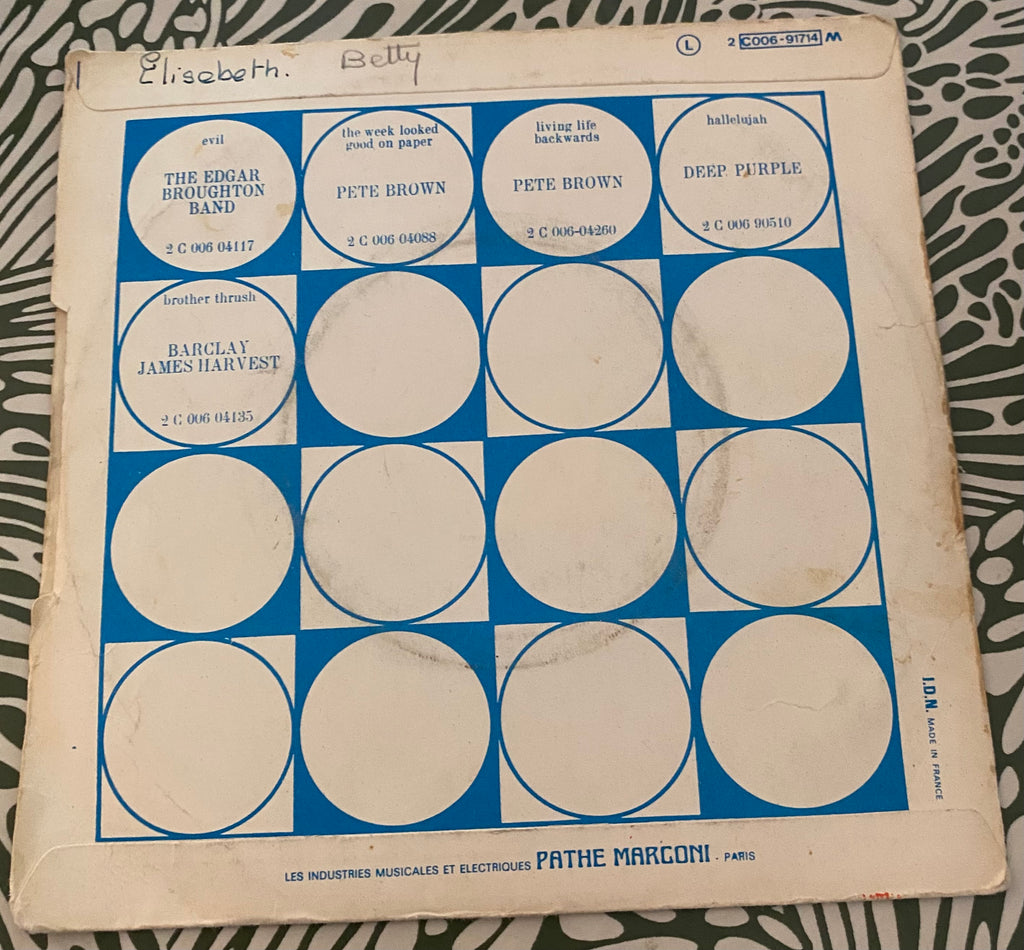 Elisebeth. Betty
L 2 C006-91714 M
evil
THE EDGAR
BROUGHTON
BAND
2 C 006 04117
the week looked
good on paper
PETE BROWN
2 C 006 04088
living life
backwards
PETE BROWN
2 C 006-04260
hallelujah
DEEP PURPLE
2 C 006 90510
brother thrush
BARCLAY
JAMES HARVEST
2 C 006 04135
I.D.N. MADE IN FRANCE
LES INDUSTRIES MUSICALES ET ELECTRIQUES PATHE MARCONI - PARIS